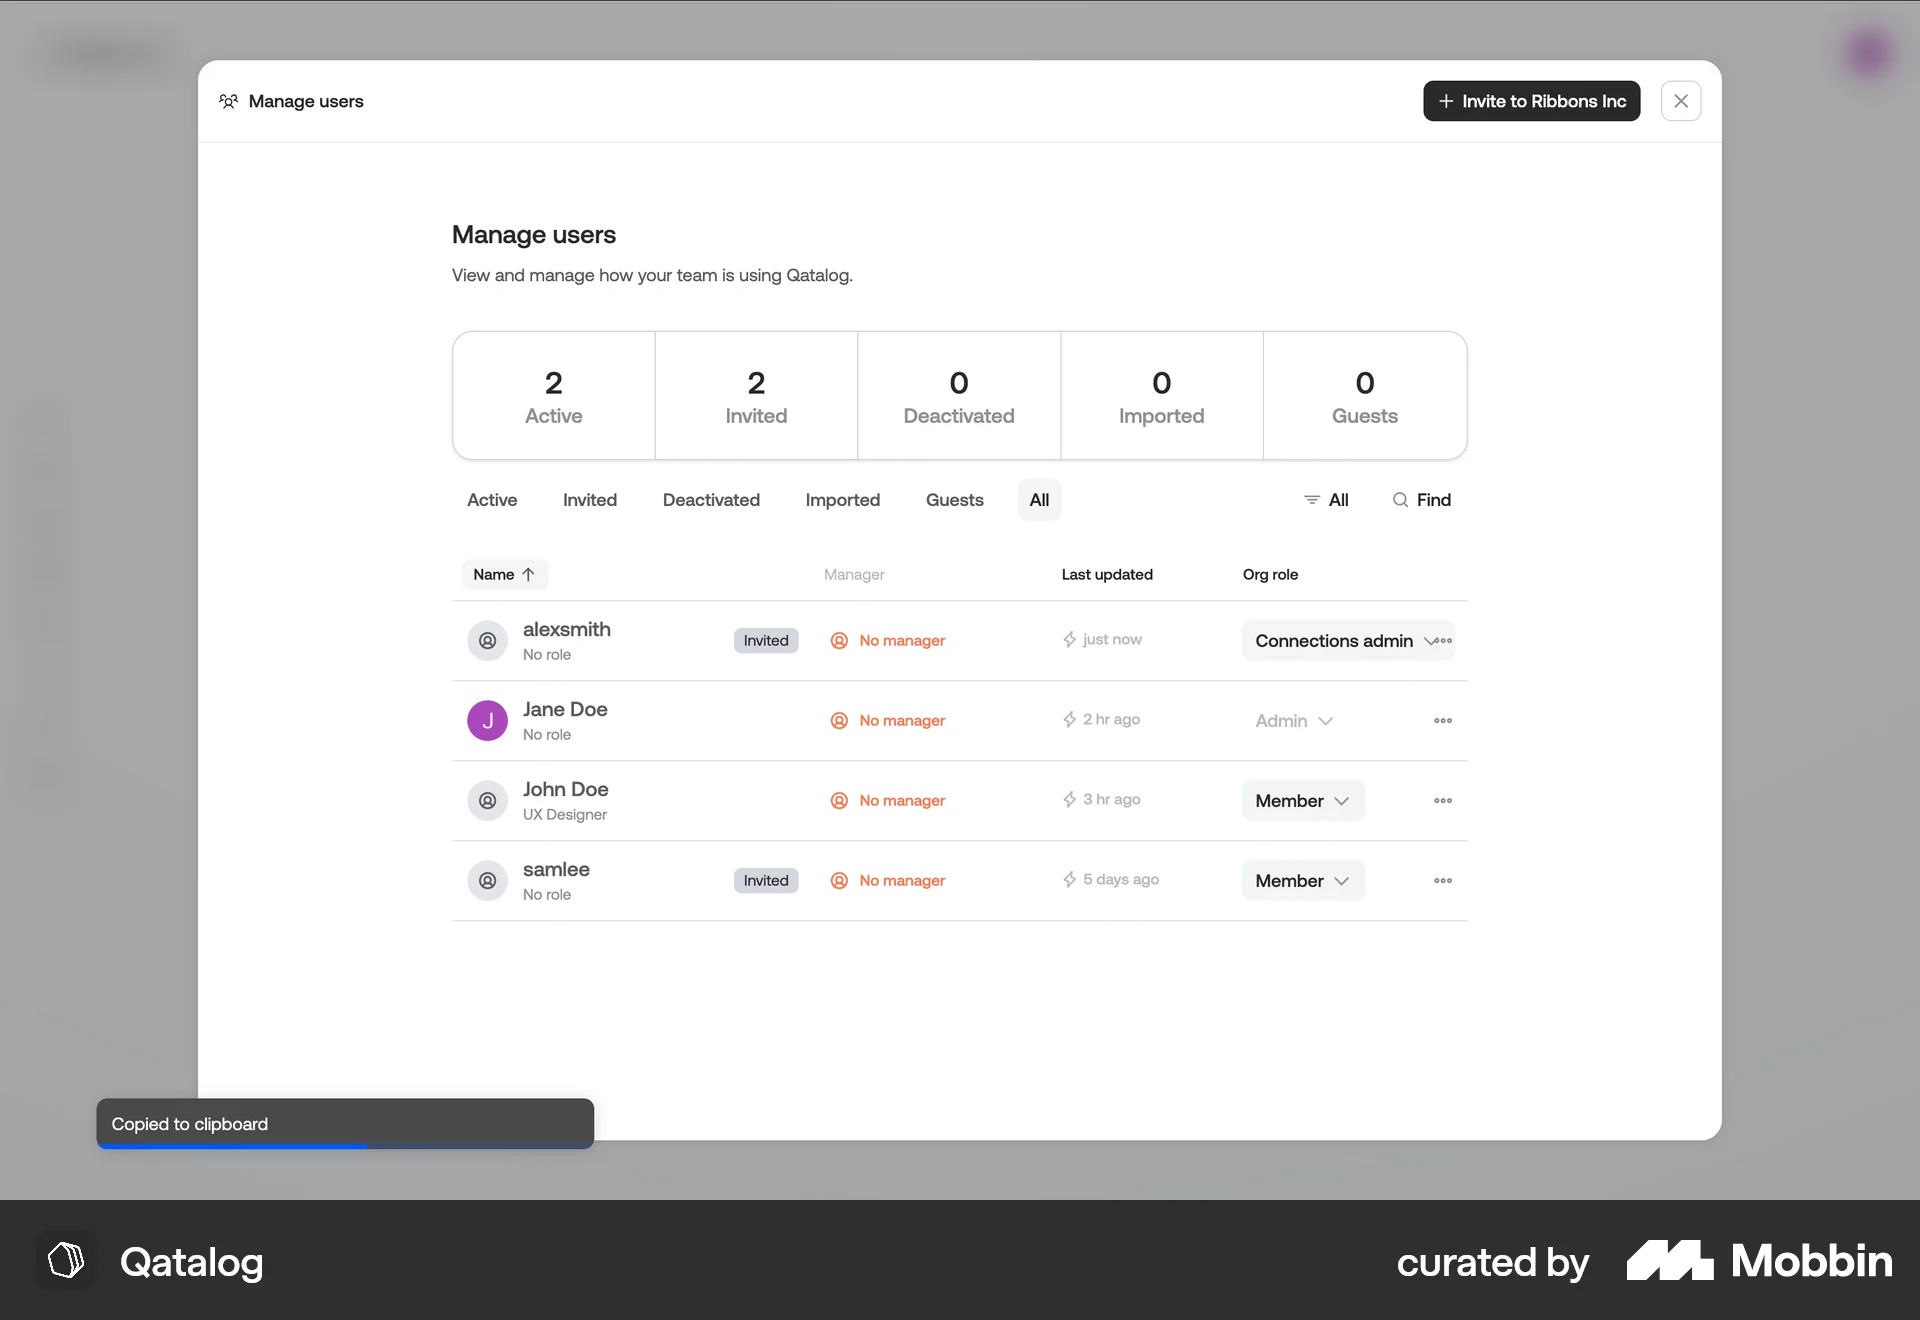 Manage users
+ Invite to Ribbons Inc
Manage users
View and manage how your team is using Qatalog.
2 2 0 0 0
Active Invited Deactivated Imported Guests
Active Invited Deactivated Imported Guests All All Find
Name Manager Last updated Org role
alexsmith
No role
Invited No manager just now Connections admin
J
Jane Doe
No role
No manager 2 hr ago Admin
John Doe
UX Designer
No manager 3 hr ago Member
samlee
No role
Invited No manager 5 days ago Member
Copied to clipboard
Qatalog curated by Mobbin